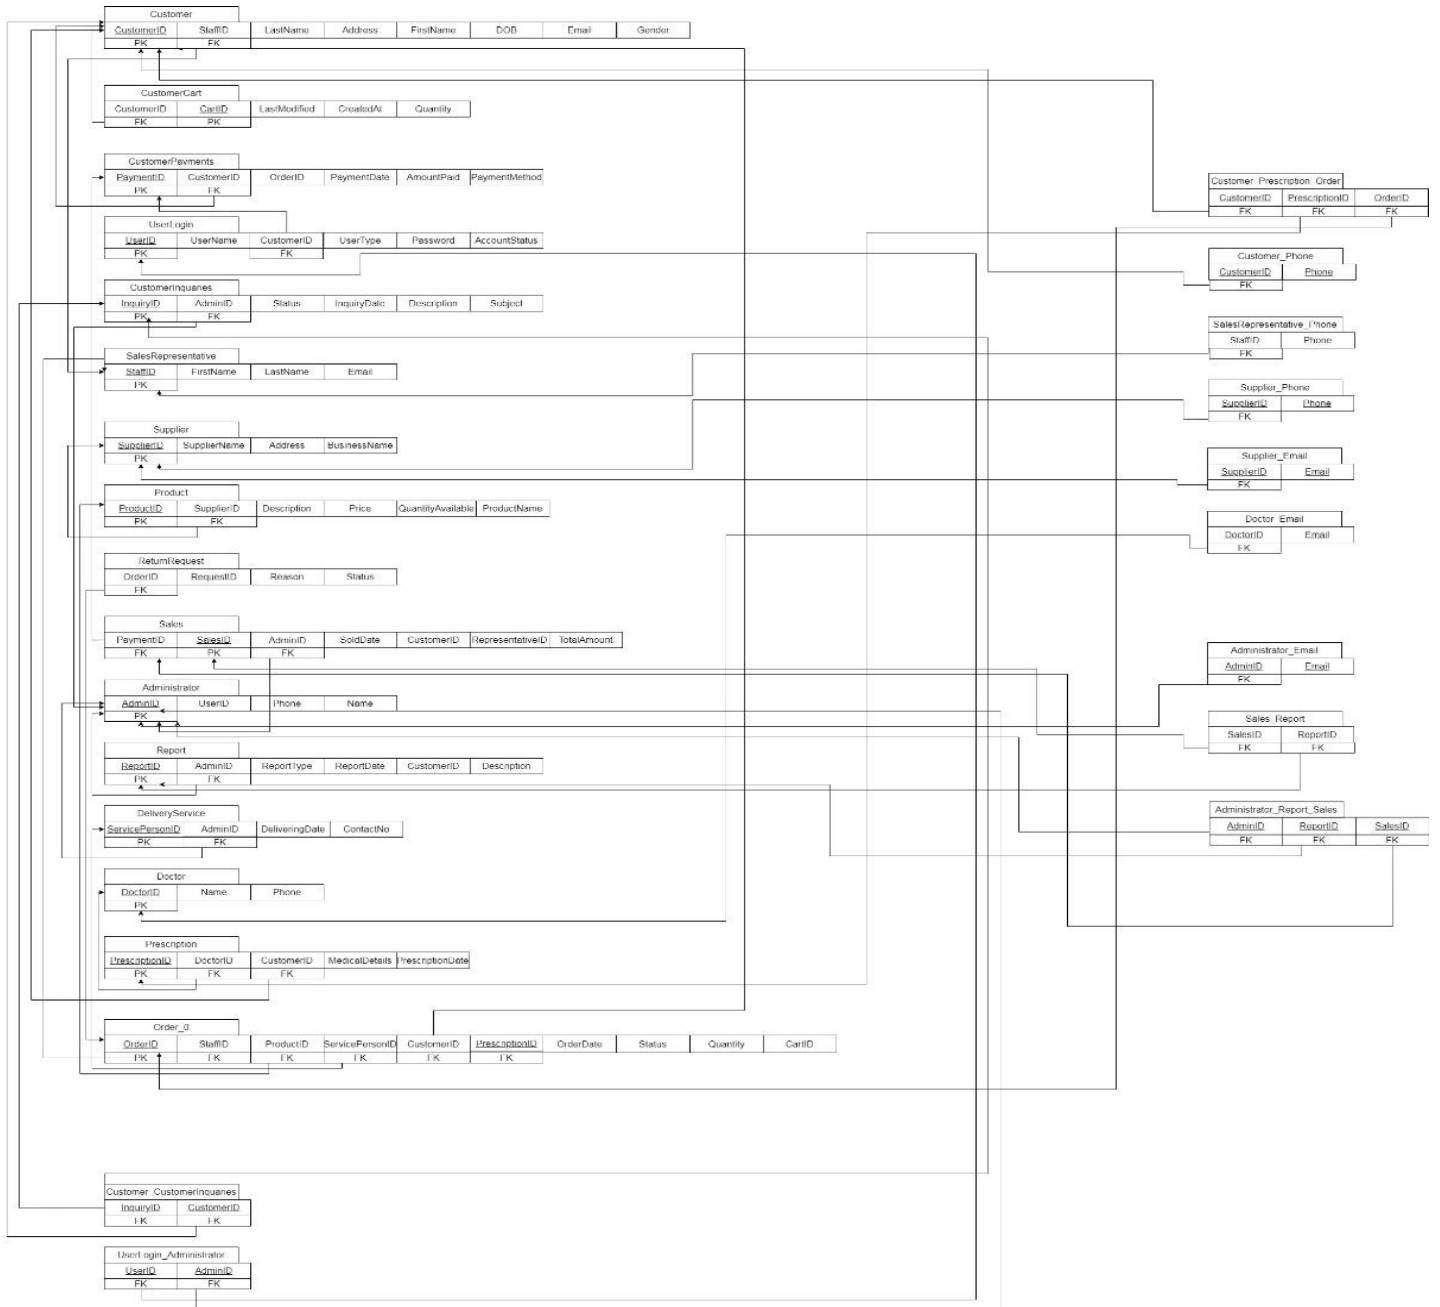 Customer
CustomerID StaffID LastName Address FirstName DOB Email Gender
PK FK
CustomerCart
CustomerID CartID LastModified CreatedAt Quantity
FK PK
CustomerPayments
PaymentID CustomerID OrderID PaymentDate AmountPaid PaymentMethod
PK FK
UserLogin
UserID UserName CustomerID UserType Password AccountStatus
PK FK
CustomerInquaries
InquiryID AdminID Status InquiryDate Description Subject
PK FK
SalesRepresentative
StaffID FirstName LastName Email
PK
Supplier
SupplierID SupplierName Address BusinessName
PK
Product
ProductID SupplierID Description Price QuantityAvailable ProductName
PK FK
ReturnRequest
OrderID RequestID Reason Status
FK
Sales
PaymentID SalesID AdminID SoldDate CustomerID RepresentativeID TotalAmount
FK PK FK
Administrator
AdminID UserID Phone Name
PK
Report
ReportID AdminID ReportType ReportDate CustomerID Description
PK FK
DeliveryService
ServicePersonID AdminID DeliveringDate ContactNo
PK FK
Doctor
DoctorID Name Phone
PK
Prescription
PrescriptionID DoctorID CustomerID MedicalDetails PrescriptionDate
PK FK FK
Order_0
OrderID StaffID ProductID ServicePersonID CustomerID PrescriptionID OrderDate Status Quantity CartID
PK FK FK FK FK FK
Customer_CustomerInquaries
InquiryID CustomerID
FK FK
UserLogin_Administrator
UserID AdminID
FK FK
Customer_Prescription_Order
CustomerID PrescriptionID OrderID
FK FK FK
Customer_Phone
CustomerID Phone
FK
SalesRepresentative_Phone
StaffID Phone
FK
Supplier_Phone
SupplierID Phone
FK
Supplier_Email
SupplierID Email
FK
Doctor_Email
DoctorID Email
FK
Administrator_Email
AdminID Email
FK
Sales_Report
SalesID ReportID
FK FK
Administrator_Report_Sales
AdminID ReportID SalesID
FK FK FK